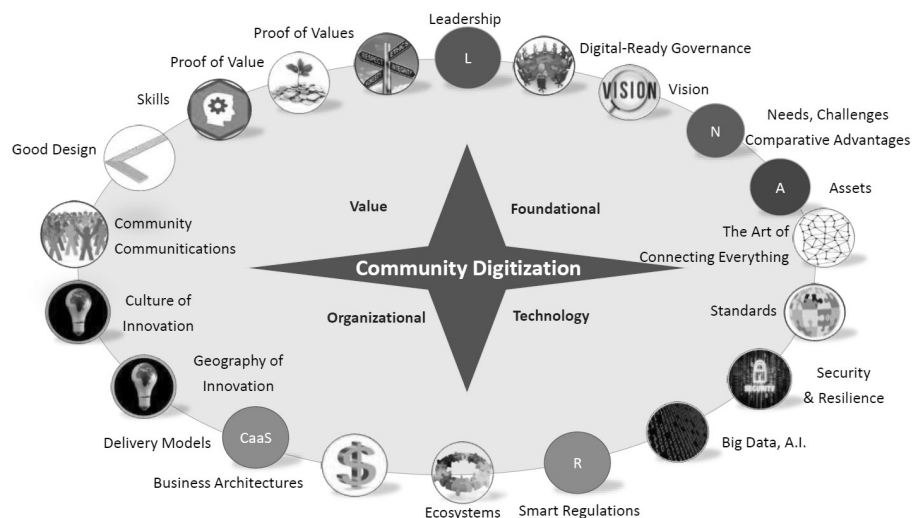 Leadership
L
Digital-Ready Governance
Vision
VISION
N
Needs, Challenges
Comparative Advantages
A
Assets
The Art of
Connecting Everything
Standards
SECURITY
Security
& Resilience
Big Data, A.I.
R
Smart Regulations
Ecosystems
$
Business Architectures
CaaS
Delivery Models
Geography of
Innovation
Culture of
Innovation
Community
Communitications
Good Design
Skills
Proof of Value
Proof of Values
Value
Foundational
Community Digitization
Organizational
Technology